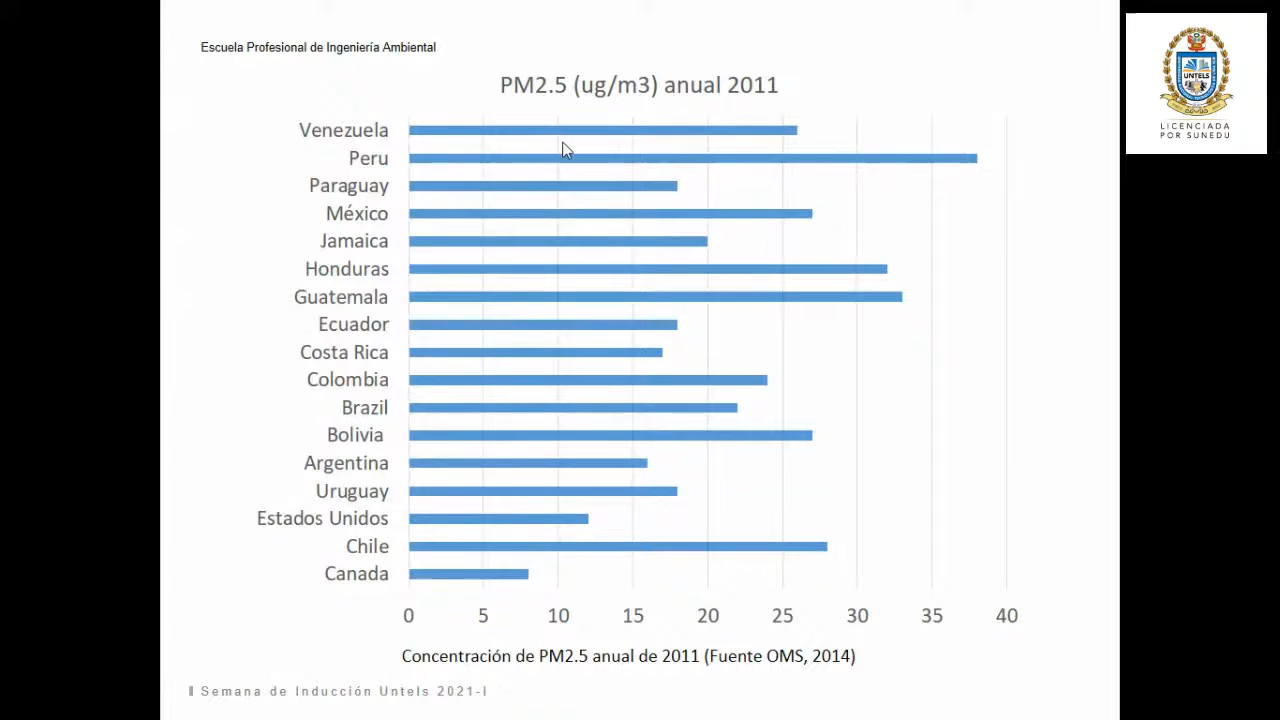 Escuela Profesional de Ingeniería Ambiental
PM2.5 (ug/m3) anual 2011
Venezuela
Peru
Paraguay
México
Jamaica
Honduras
Guatemala
Ecuador
Costa Rica
Colombia
Brazil
Bolivia
Argentina
Uruguay
Estados Unidos
Chile
Canada
0 5 10 15 20 25 30 35 40
Concentración de PM2.5 anual de 2011 (Fuente OMS, 2014)
Semana de Inducción Untels 2021-I
UNTELS
LICENCIADA
POR SUNEDU